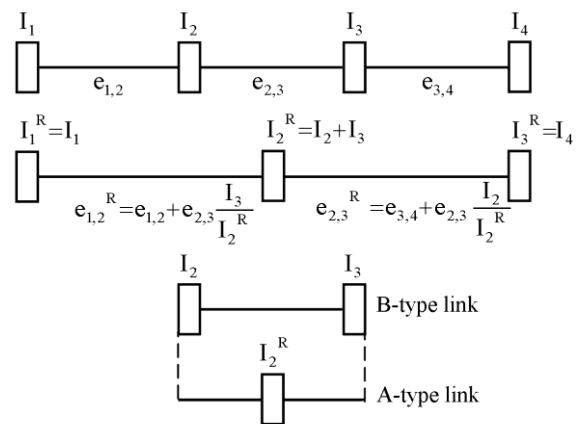 I₁ I₂ I₃ I₄
e₁,₂ e₂,₃ e₃,₄
I₁ᴿ=I₁ I₂ᴿ=I₂+I₃ I₃ᴿ=I₄
e₁,₂ᴿ=e₁,₂+e₂,₃ I₃/I₂ᴿ e₂,₃ᴿ=e₃,₄+e₂,₃ I₂/I₂ᴿ
I₂ I₃
B-type link
I₂ᴿ
A-type link